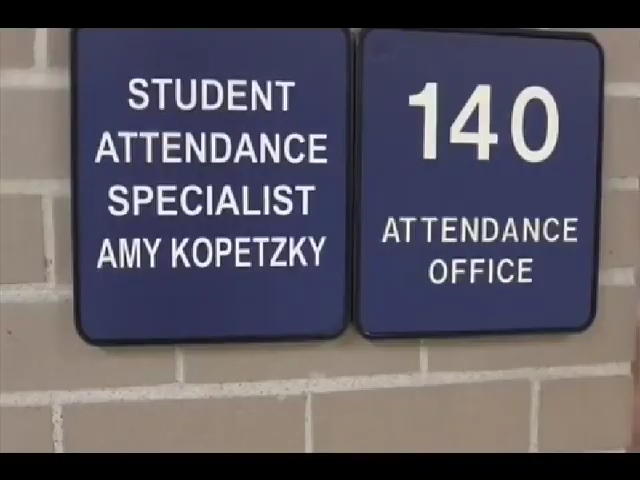 STUDENT
ATTENDANCE
SPECIALIST
AMY KOPETZKY
140
ATTENDANCE
OFFICE